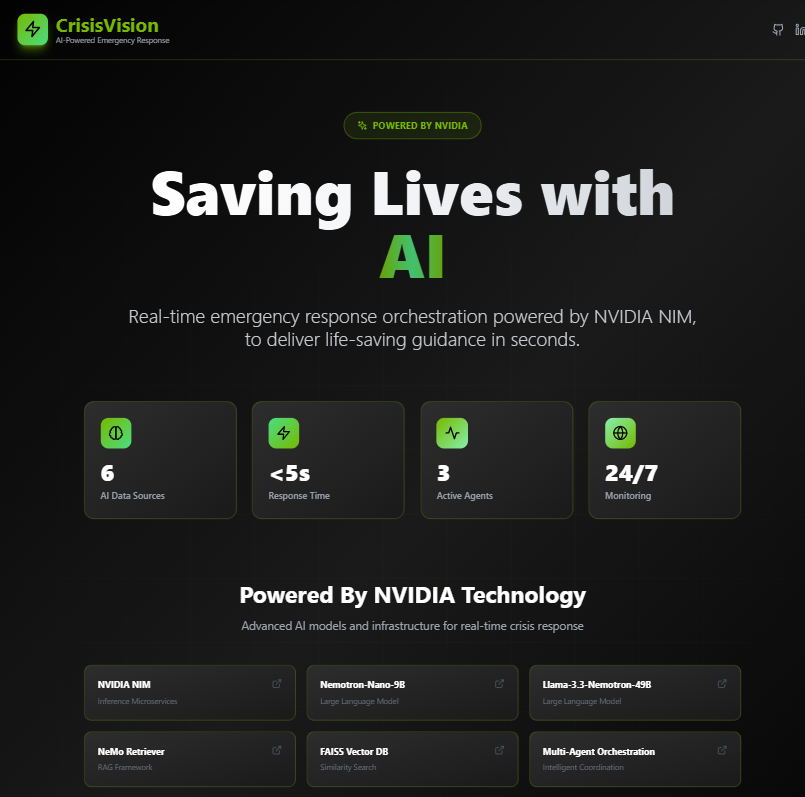 CrisisVision
AI-Powered Emergency Response
POWERED BY NVIDIA
Saving Lives with
AI
Real-time emergency response orchestration powered by NVIDIA NIM,
to deliver life-saving guidance in seconds.
6
AI Data Sources
<5s
Response Time
3
Active Agents
24/7
Monitoring
Powered By NVIDIA Technology
Advanced AI models and infrastructure for real-time crisis response
NVIDIA NIM
Inference Microservices
Nemotron-Nano-9B
Large Language Model
Llama-3.3-Nemotron-49B
Large Language Model
NeMo Retriever
RAG Framework
FAISS Vector DB
Similarity Search
Multi-Agent Orchestration
Intelligent Coordination